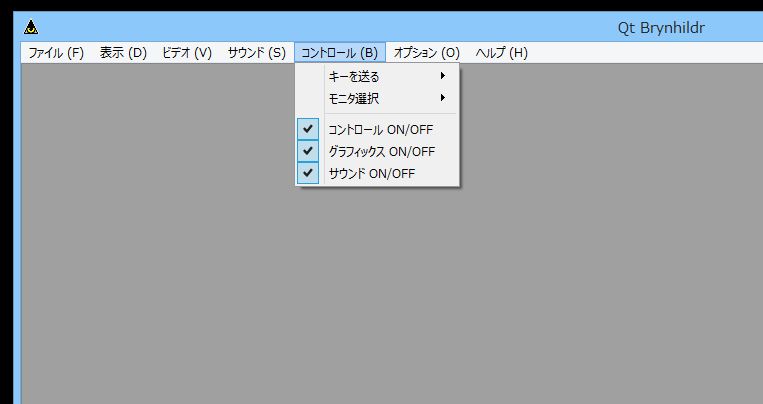 Qt Brynhildr
ファイル (F) 表示 (D) ビデオ (V) サウンド (S) コントロール (B) オプション (O) ヘルプ (H)
キーを送る
モニタ選択
コントロール ON/OFF
グラフィックス ON/OFF
サウンド ON/OFF